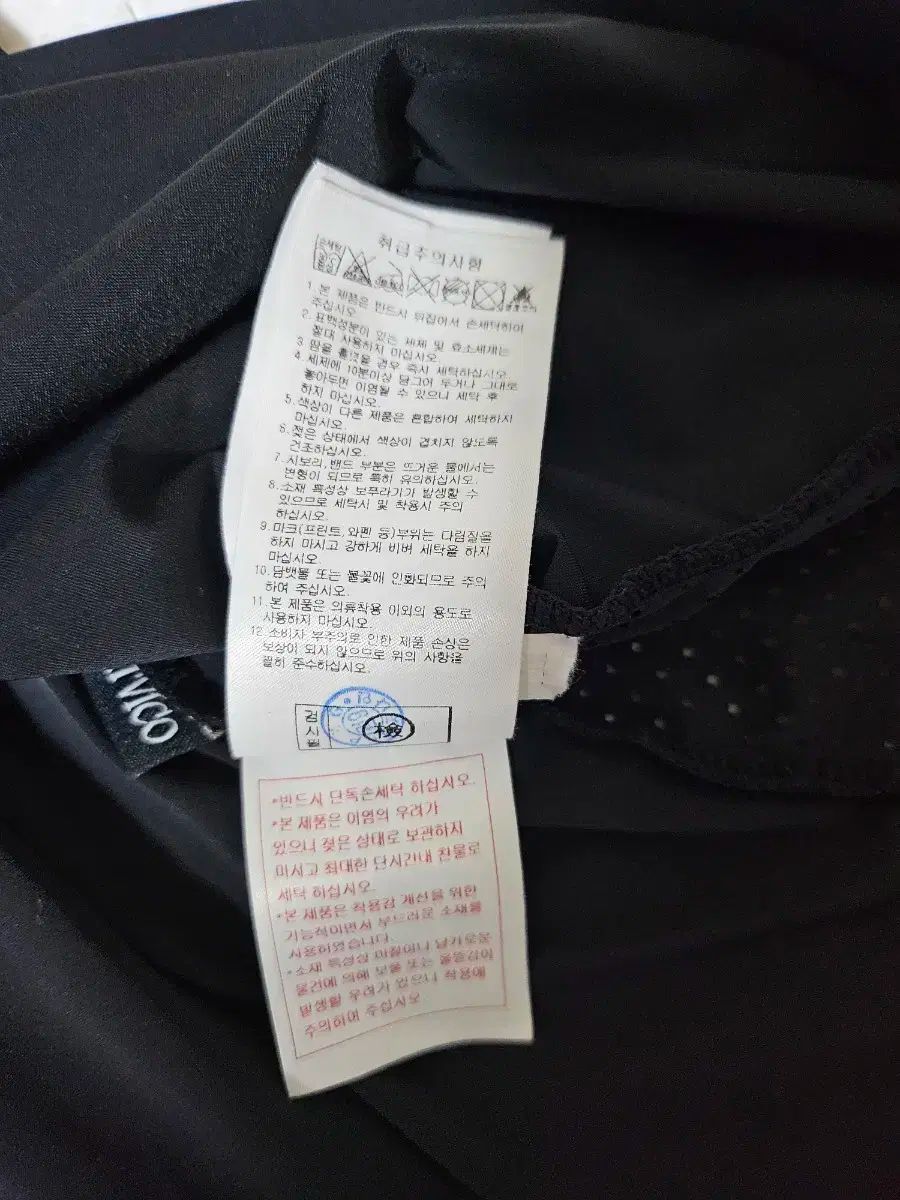 취급주의사항
손세탁
1. 본 제품은 반드시 뒤집어서 손세탁하여
주십시오.
2. 표백성분이 있는 세제 및 효소세제는
절대 사용하지 마십시오.
3. 땀을 흘렸을 경우 즉시 세탁하십시오.
4. 세제에 10분이상 담그어 두거나 그대로
놓아두면 이염될 수 있으니 세탁 후
하지 마십시오.
5. 색상이 다른 제품은 혼합하여 세탁하지
마십시오.
6. 젖은 상태에서 색상이 겹치지 않도록
건조하십시오.
7. 시보리, 밴드 부분은 뜨거운 물에서는
변형이 되므로 특히 유의하십시오.
8. 소재 특성상 보푸라기가 발생할 수
있으므로 세탁시 및 착용시 주의
하십시오.
9. 마크(프린트, 와펜 등)부위는 다림질을
하지 마시고 강하게 비벼 세탁을 하지
마십시오.
10. 담뱃불 또는 불꽃에 인화되므로 주의
하여 주십시오.
11. 본 제품은 의류착용 이외의 용도로
사용하지 마십시오.
12. 소비자 부주의로 인한 제품 손상은
보상이 되지 않으므로 위의 사항을
필히 준수하십시오.
검
사
필
檢
VICO
*반드시 단독손세탁 하십시오.
*본 제품은 이염의 우려가
있으니 젖은 상태로 보관하지
마시고 최대한 단시간내 찬물로
세탁 하십시오.
*본 제품은 착용감 개선을 위한
기능적이면서 부드러운 소재를
사용하였습니다.
*소재 특성상 마찰이나 날카로운
물건에 의해 보풀 또는 올뜯김이
발생할 우려가 있으니 착용에
주의하여 주십시오